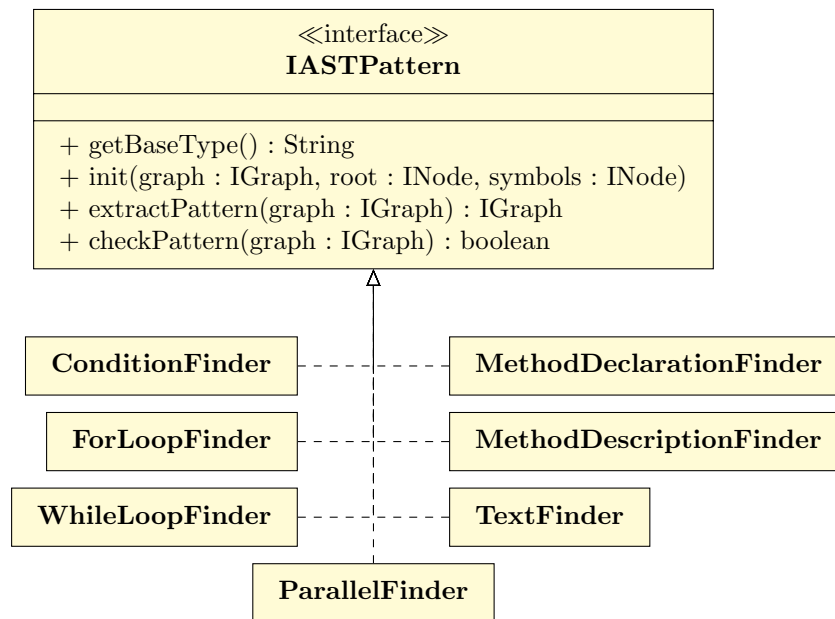 ≪interface≫
IASTPattern
+ getBaseType() : String
+ init(graph : IGraph, root : INode, symbols : INode)
+ extractPattern(graph : IGraph) : IGraph
+ checkPattern(graph : IGraph) : boolean
ConditionFinder
MethodDeclarationFinder
ForLoopFinder
MethodDescriptionFinder
WhileLoopFinder
TextFinder
ParallelFinder